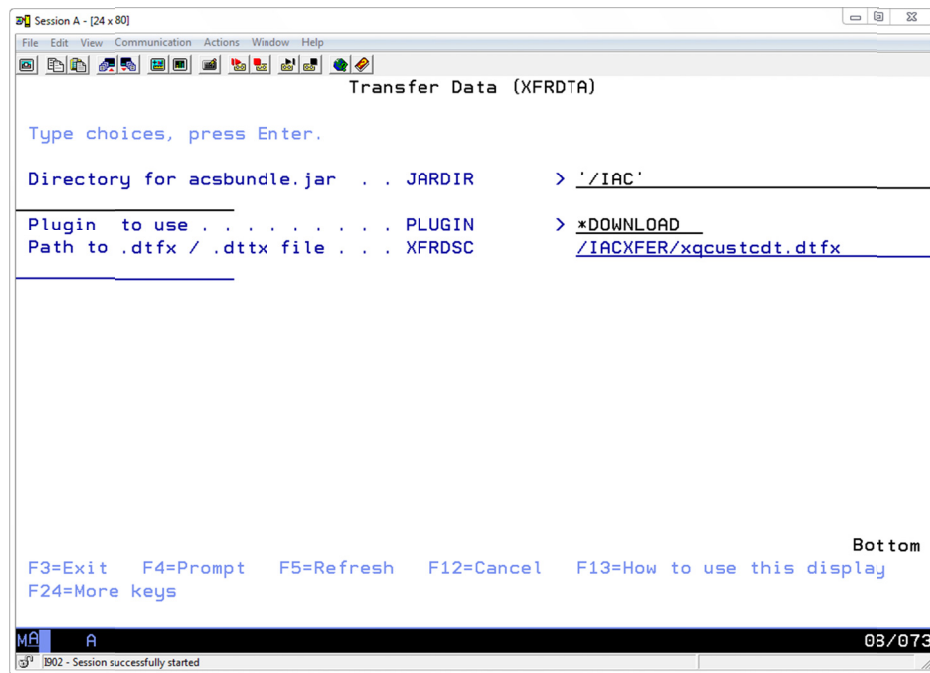 Session A - [24 x 80]
File Edit View Communication Actions Window Help
Transfer Data (XFRDTA)
Type choices, press Enter.
Directory for acsbundle.jar . . JARDIR > '/IAC'
Plugin to use . . . . . . . . . PLUGIN > *DOWNLOAD
Path to .dtfx / .dttx file . . . XFRDSC /IACXFER/xqcustcdt.dtfx
Bottom
F3=Exit F4=Prompt F5=Refresh F12=Cancel F13=How to use this display
F24=More keys
MA A 08/073
I902 - Session successfully started